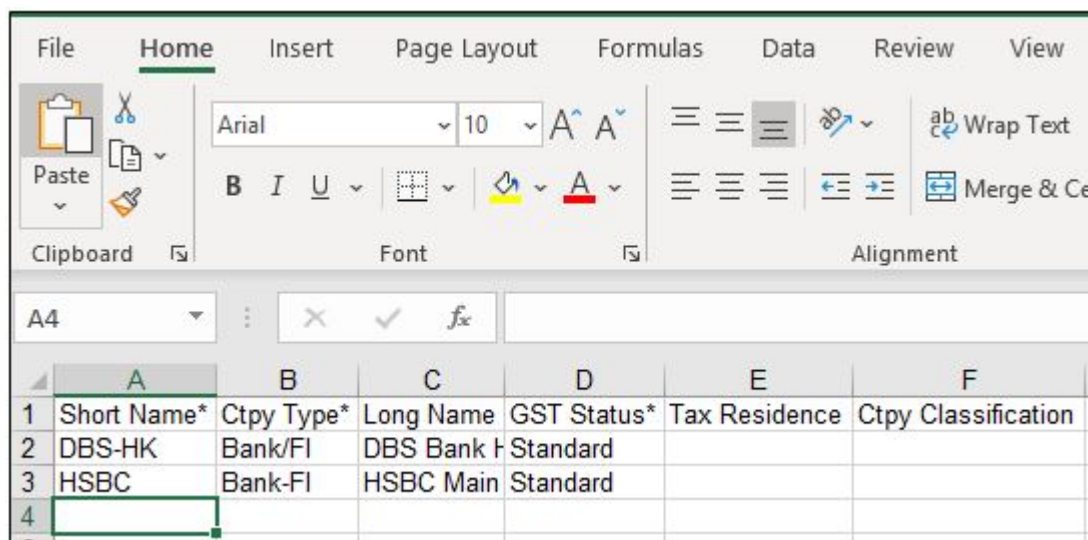 File Home Insert Page Layout Formulas Data Review View
Arial 10 A A ab Wrap Text
Paste B I U A Merge & Ce
Clipboard Font Alignment
A4 fx
A B C D E F
1 Short Name* Ctpy Type* Long Name GST Status* Tax Residence Ctpy Classification
2 DBS-HK Bank/FI DBS Bank H Standard
3 HSBC Bank-FI HSBC Main Standard
4